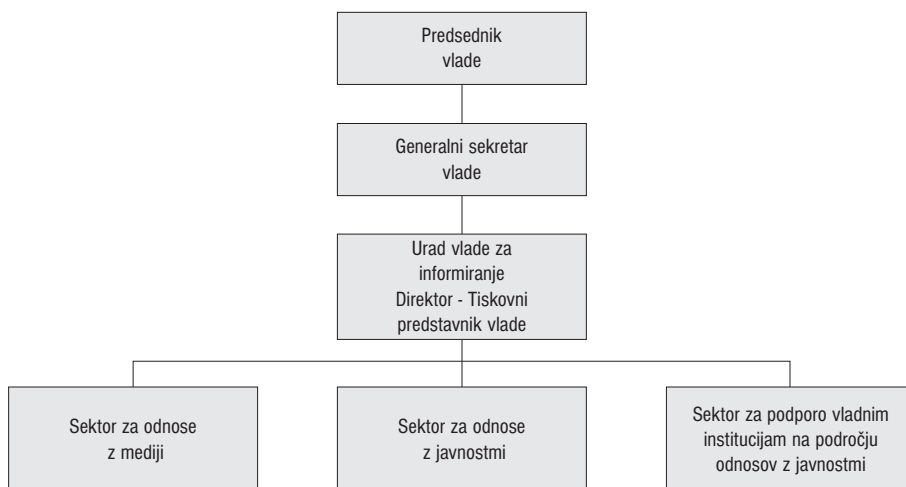 Predsednik
vlade
Generalni sekretar
vlade
Urad vlade za
informiranje
Direktor - Tiskovni
predstavnik vlade
Sektor za odnose
z mediji
Sektor za odnose
z javnostmi
Sektor za podporo vladnim
institucijam na področju
odnosov z javnostmi